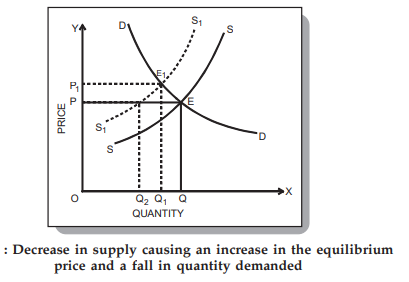 Y
D
S₁
S
E₁
P₁
P
E
PRICE
S₁
S
D
O
Q₂ Q₁ Q
X
QUANTITY
: Decrease in supply causing an increase in the equilibrium
price and a fall in quantity demanded